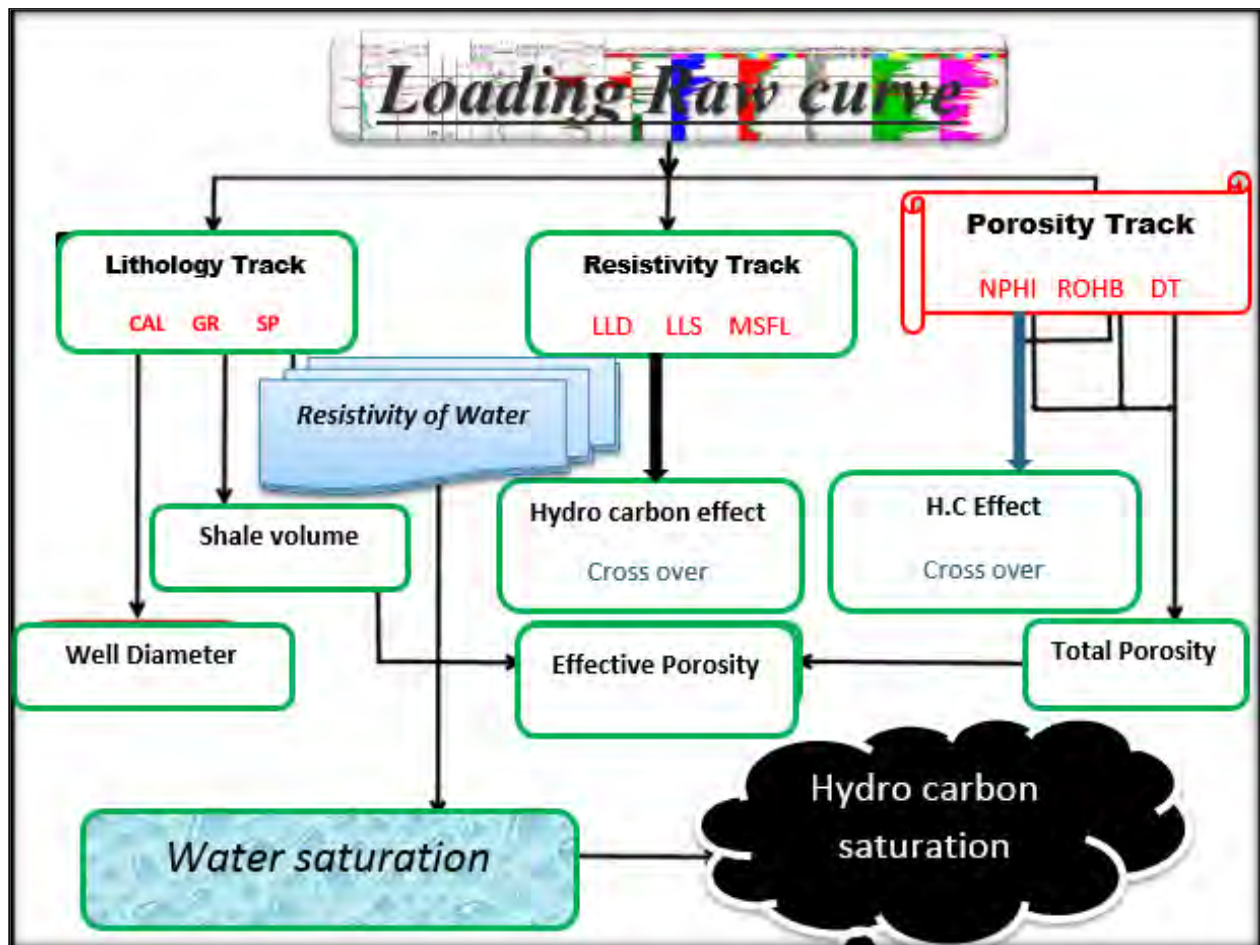 Loading Raw curve
Lithology Track
CAL GR SP
Resistivity Track
LLD LLS MSFL
Porosity Track
NPHI ROHB DT
Resistivity of Water
Shale volume
Hydro carbon effect
Cross over
H.C Effect
Cross over
Well Diameter
Effective Porosity
Total Porosity
Water saturation
Hydro carbon
saturation